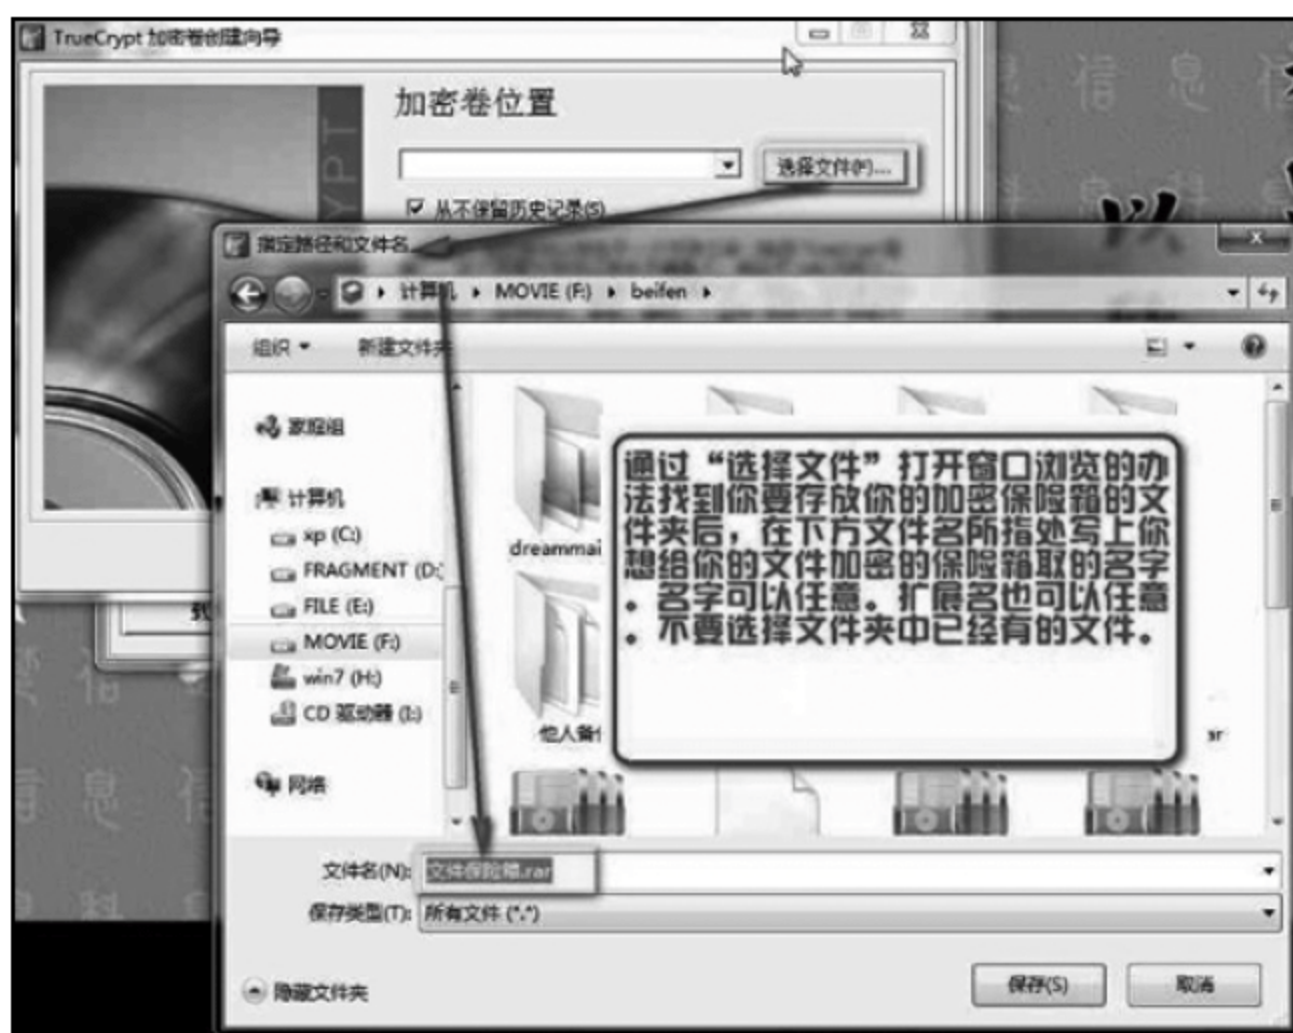 TrueCrypt 加密卷创建向导
加密卷位置
选择文件(F)...
从不保留历史记录(S)
指定路径和文件名
计算机 ▸ MOVIE (F:) ▸ beifen ▸
组织 新建文件夹
家庭组
计算机
xp (C:)
FRAGMENT (D:
FILE (E:)
MOVIE (F:)
win7 (H:)
CD 驱动器 (I:)
网络
dreammai
他人备份
通过“选择文件”打开窗口浏览的办
法找到你要存放你的加密保险箱的文
件夹后，在下方文件名所指处写上你
想给你的文件加密的保险箱取的名字
。名字可以任意。扩展名也可以任意
。不要选择文件夹中已经有的文件。
ar
文件名(N): 文件保险箱.rar
保存类型(T): 所有文件 (*.*)
隐藏文件夹
保存(S)
取消
以
信 息